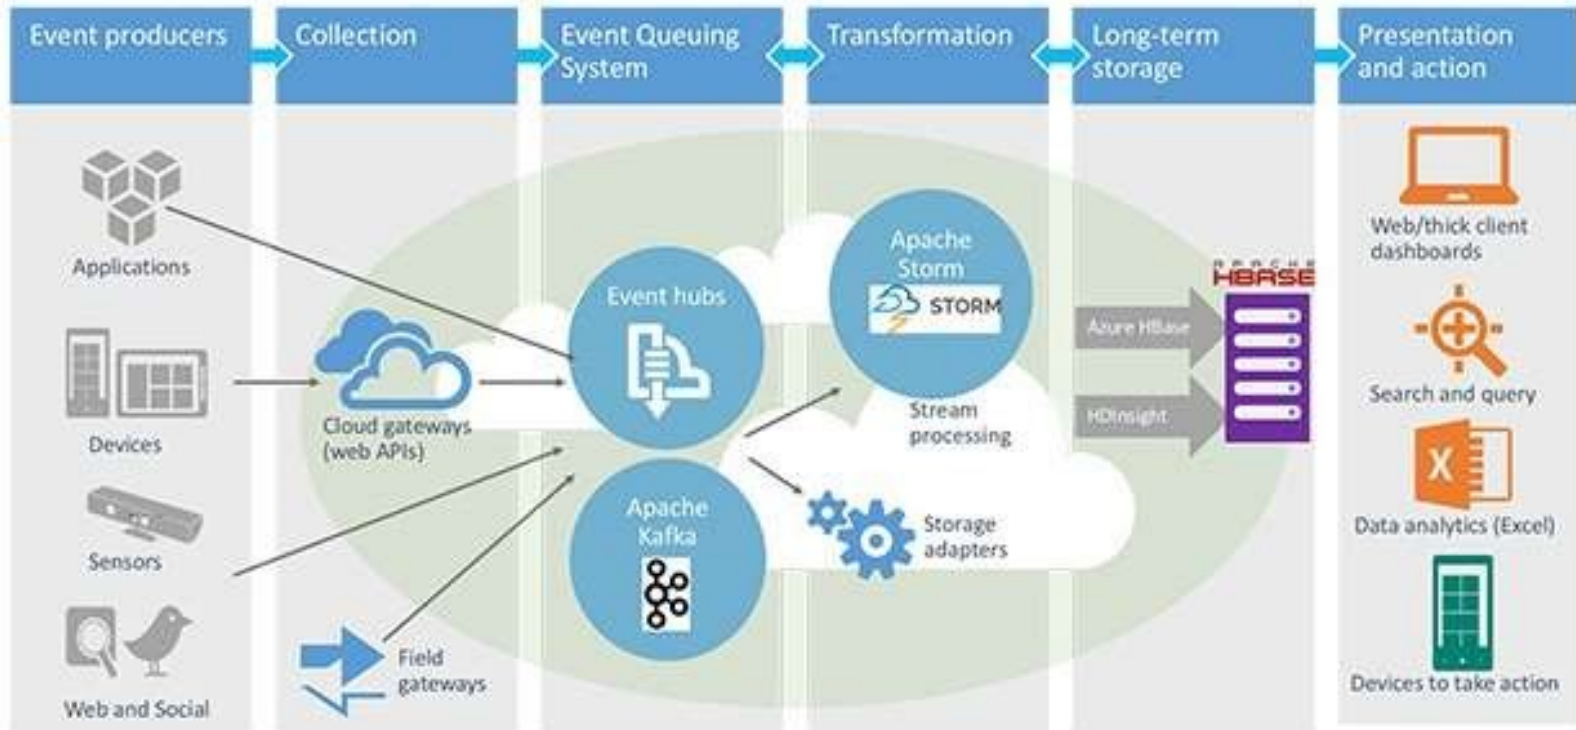 Event producers
Collection
Event Queuing
System
Transformation
Long-term
storage
Presentation
and action
Applications
Devices
Sensors
Web and Social
Cloud gateways
(web APIs)
Field
gateways
Event hubs
Apache
Kafka
Apache
Storm
STORM
Stream
processing
Storage
adapters
Azure HBase
HDInsight
APACHE
HBASE
Web/thick client
dashboards
Search and query
X
Data analytics (Excel)
Devices to take action